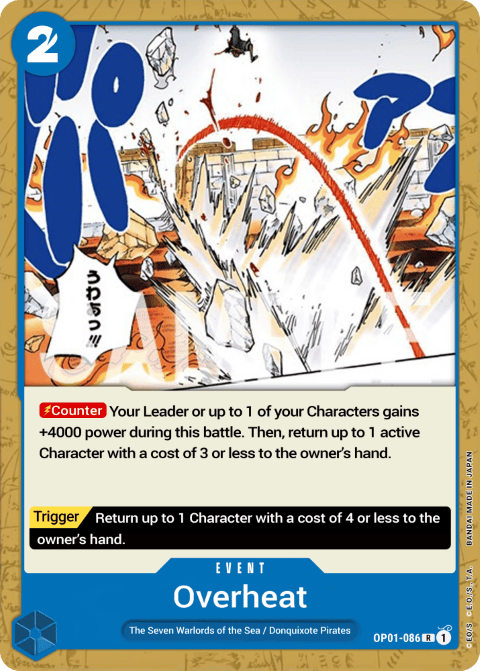 2
うわあっ!!!
SAMPLE
Counter Your Leader or up to 1 of your Characters gains
+4000 power during this battle. Then, return up to 1 active
Character with a cost of 3 or less to the owner's hand.
Trigger Return up to 1 Character with a cost of 4 or less to the
owner's hand.
EVENT
Overheat
The Seven Warlords of the Sea / Donquixote Pirates
OP01-086 R 1
BANDAI MADE IN JAPAN